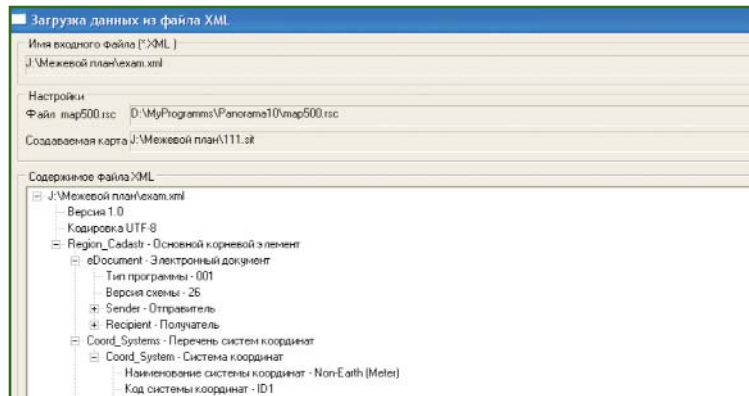 Загрузка данных из файла XML
Имя входного файла (*.XML )
J:\Межевой план\exam.xml
Настройки
Файл map500.rsc D:\MyProgramms\Panorama10\map500.rsc
Создаваемая карта J:\Межевой план\111.sit
Содержимое файла XML
J:\Межевой план\exam.xml
Версия 1.0
Кодировка UTF-8
Region_Cadastr - Основной корневой элемент
eDocument - Электронный документ
Тип программы - 001
Версия схемы - 26
Sender - Отправитель
Recipient - Получатель
Coord_Systems - Перечень систем координат
Coord_System - Система координат
Наименование системы координат - Non-Earth (Meter)
Код системы координат - ID1